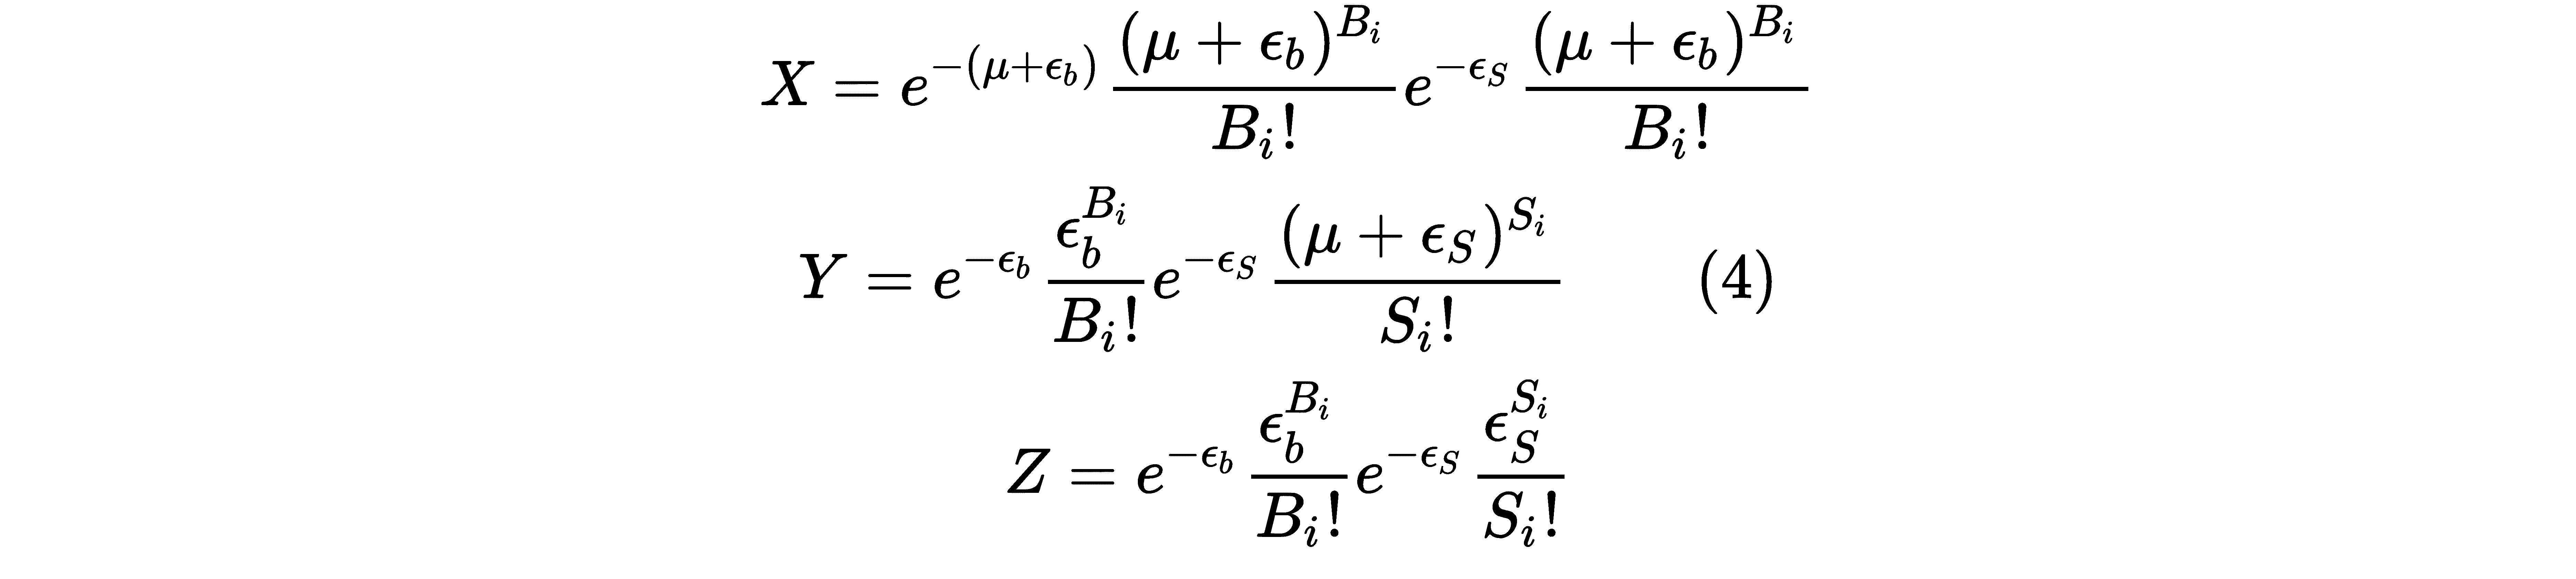 X = e^{-(\mu+\epsilon_b)} \frac{(\mu+\epsilon_b)^{B_i}}{B_i!} e^{-\epsilon_S} \frac{(\mu+\epsilon_b)^{B_i}}{B_i!}
Y = e^{-\epsilon_b} \frac{\epsilon_b^{B_i}}{B_i!} e^{-\epsilon_S} \frac{(\mu+\epsilon_S)^{S_i}}{S_i!} (4)
Z = e^{-\epsilon_b} \frac{\epsilon_b^{B_i}}{B_i!} e^{-\epsilon_S} \frac{\epsilon_S^{S_i}}{S_i!}